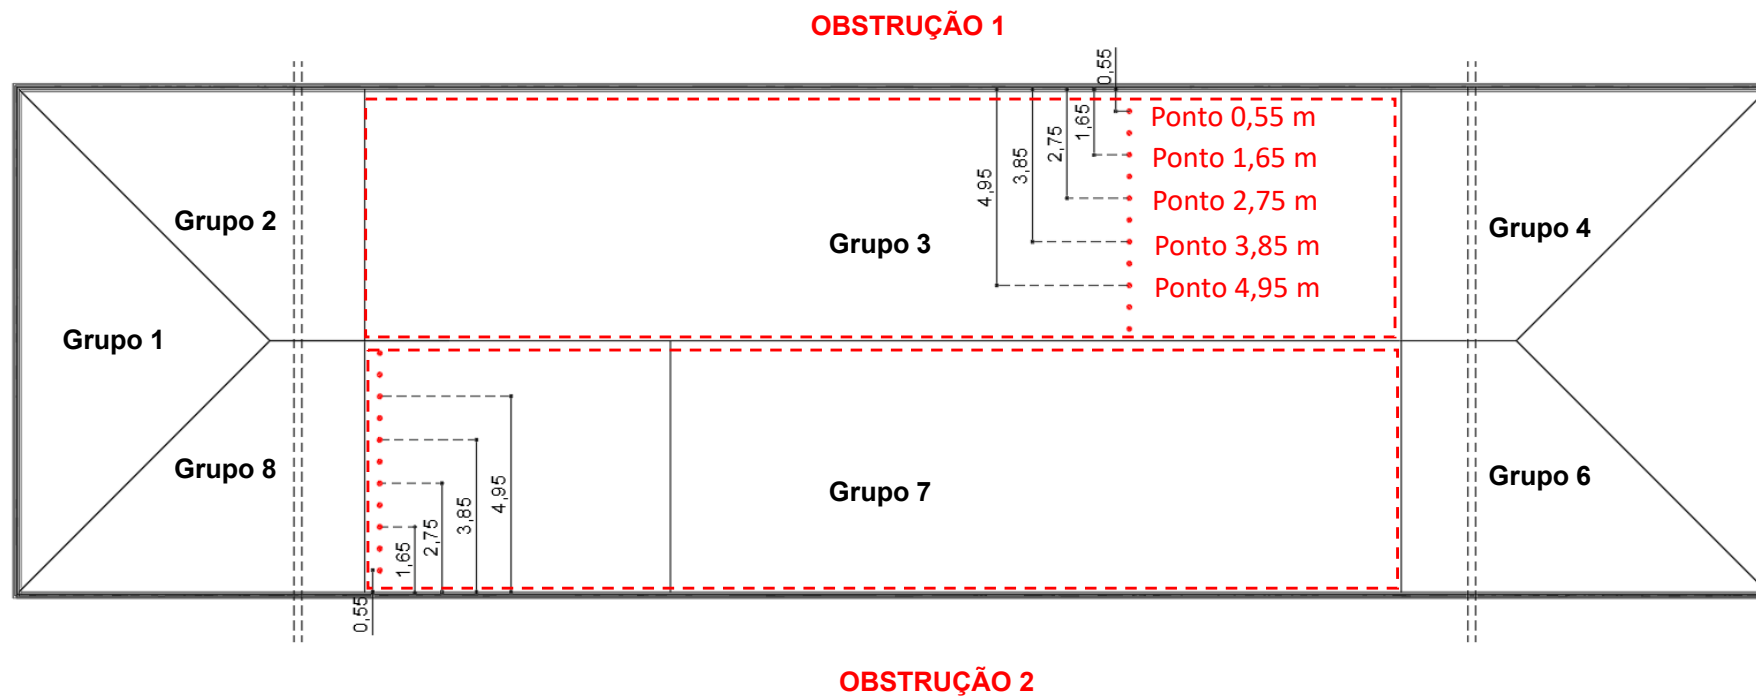 OBSTRUÇÃO 1
0,55
Ponto 0,55 m
1,65
Ponto 1,65 m
2,75
Ponto 2,75 m
3,85
Ponto 3,85 m
4,95
Ponto 4,95 m
Grupo 2
Grupo 3
Grupo 4
Grupo 1
Grupo 8
Grupo 7
Grupo 6
4,95
3,85
2,75
1,65
0,55
OBSTRUÇÃO 2